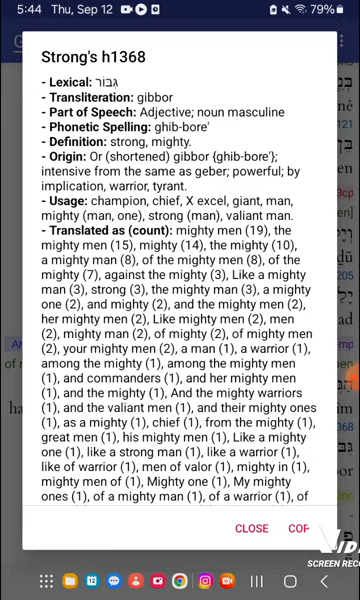 5:44 Thu, Sep 12 79%
Strong's h1368
- Lexical: גִּבּוֹר
- Transliteration: gibbor
- Part of Speech: Adjective; noun masculine
- Phonetic Spelling: ghib-bore'
- Definition: strong, mighty.
- Origin: Or (shortened) gibbor {ghib-bore'};
intensive from the same as geber; powerful; by
implication, warrior, tyrant.
- Usage: champion, chief, X excel, giant, man,
mighty (man, one), strong (man), valiant man.
- Translated as (count): mighty men (19), the
mighty men (15), mighty (14), the mighty (10),
a mighty man (8), of the mighty men (8), of the
mighty (7), against the mighty (3), Like a mighty
man (3), strong (3), the mighty man (3), a mighty
one (2), and mighty (2), and the mighty men (2),
her mighty men (2), Like mighty men (2), men
(2), mighty man (2), of mighty (2), of mighty men
(2), your mighty men (2), a man (1), a warrior (1),
among the mighty (1), among the mighty men
(1), and commanders (1), and her mighty men
(1), and the mighty (1), And the mighty warriors
(1), and the valiant men (1), and their mighty ones
(1), as a mighty (1), chief (1), from the mighty (1),
great men (1), his mighty men (1), Like a mighty
one (1), like a strong man (1), like a warrior (1),
like of warrior (1), men of valor (1), mighty in (1),
mighty men of (1), Mighty one (1), My mighty
ones (1), of a mighty man (1), of a warrior (1), of
CLOSE COP
SCREEN REC